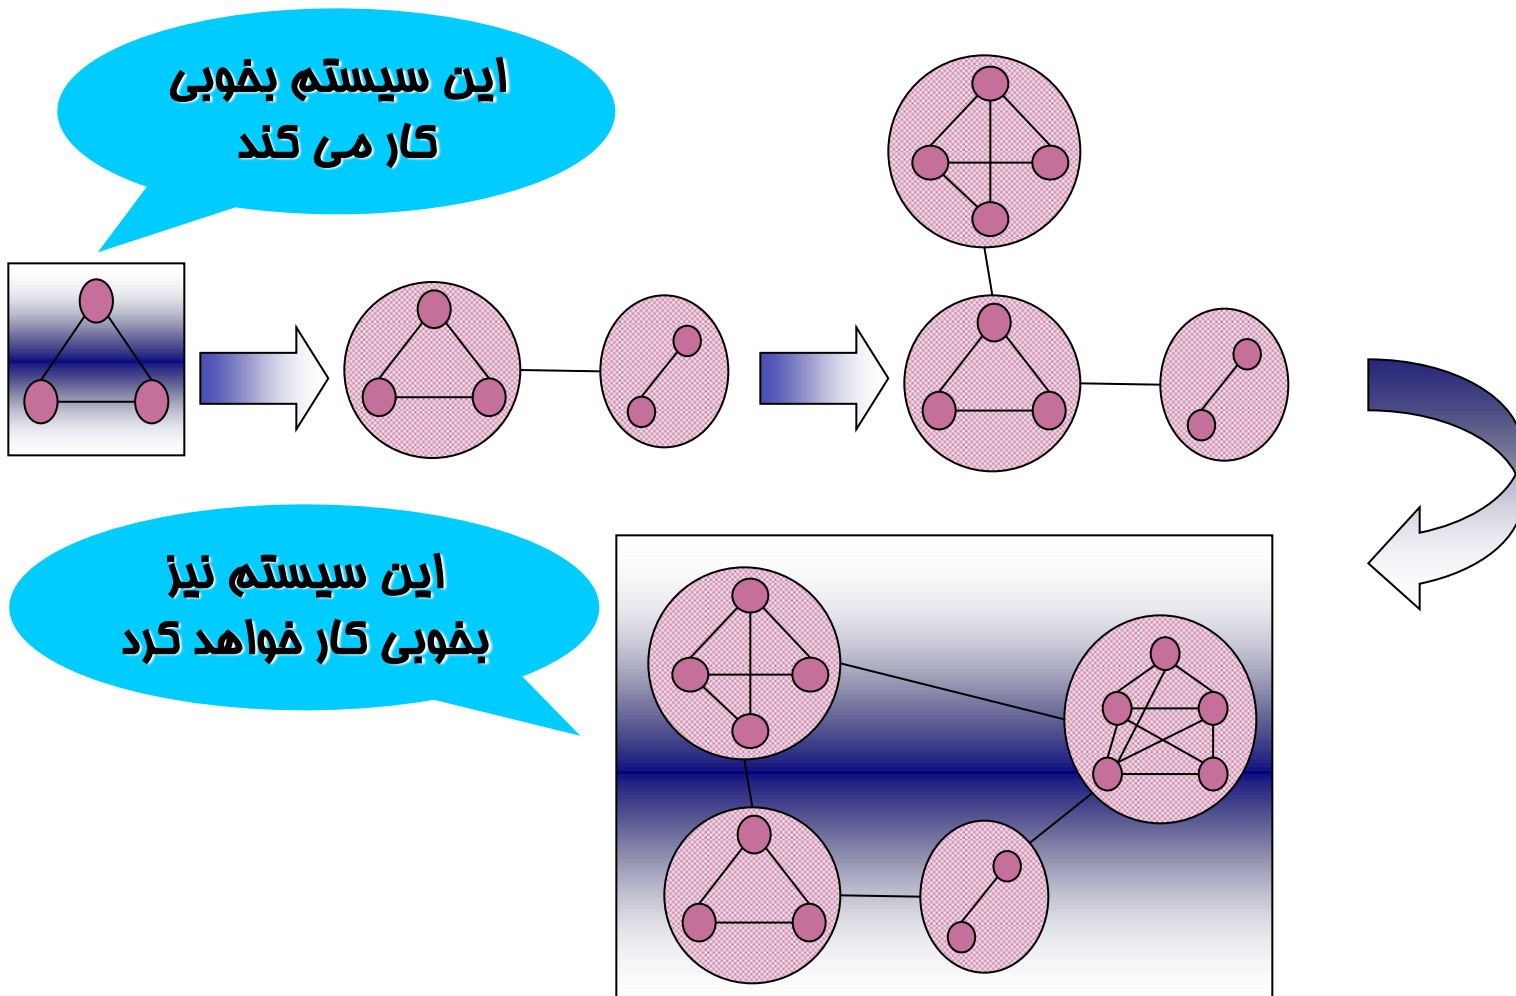 این سیستم بخوبی
کار می کند
این سیستم نیز
بخوبی کار خواهد کرد